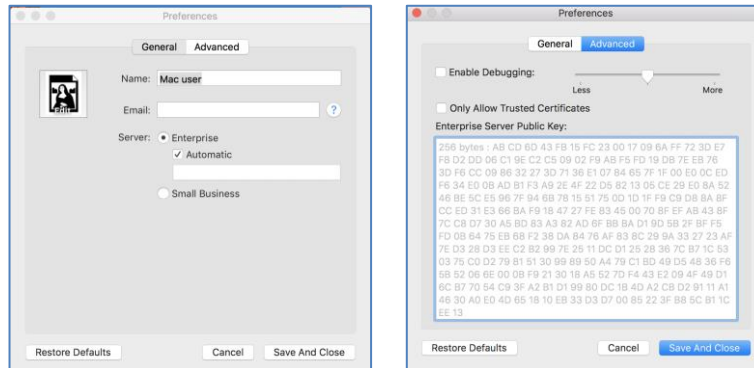 Preferences
General Advanced
Edit
Name: Mac user
Email:
?
Server: Enterprise
Automatic
Small Business
Restore Defaults Cancel Save And Close
Preferences
General Advanced
Enable Debugging:
Less More
Only Allow Trusted Certificates
Enterprise Server Public Key:
256 bytes : AB CD 6D 43 FB 15 FC 23 00 17 09 6A FF 72 3D E7
F8 D2 DD 06 C1 9E C2 C5 09 02 F9 AB F5 FD 19 DB 7E EB 76
3D F6 CC 09 86 32 27 3D 71 36 E1 07 84 65 7F 1F 00 E0 0C ED
F6 34 E0 0B AD B1 F3 A9 2E 4F 22 D5 82 13 05 CE 29 E0 8A 52
46 BE 5C E5 96 7F 94 6B 78 15 51 75 0D 1D 1F F9 C9 D8 8A 8F
CC ED 31 E3 66 BA F9 18 47 27 FE 83 45 00 70 8F EF AB 43 8F
7C C8 D7 30 A5 BD 83 A3 82 AD 6F BB BA D1 9D 5B 2F BF F5
FD 0B 64 75 EB 68 F2 38 DA 84 76 AF 83 8C 29 9A 33 27 23 AF
7E D3 28 D3 EE C2 B2 99 7E 25 11 DC D1 25 28 36 7C B7 1C 53
03 75 C0 D2 79 81 51 30 99 89 50 A4 79 C1 BD 49 D5 48 36 F6
5B 52 06 6E 00 0B F9 21 30 18 A5 52 7D F4 43 E2 09 4F 49 D1
6C B7 70 54 C9 3F A2 B1 D1 99 80 DC 1B 4D A2 CB D2 91 11 A1
46 30 A0 E0 4D 65 18 10 EB 33 D3 D7 00 85 22 3F B8 5C B1 1C
EE 13
Restore Defaults Cancel Save And Close